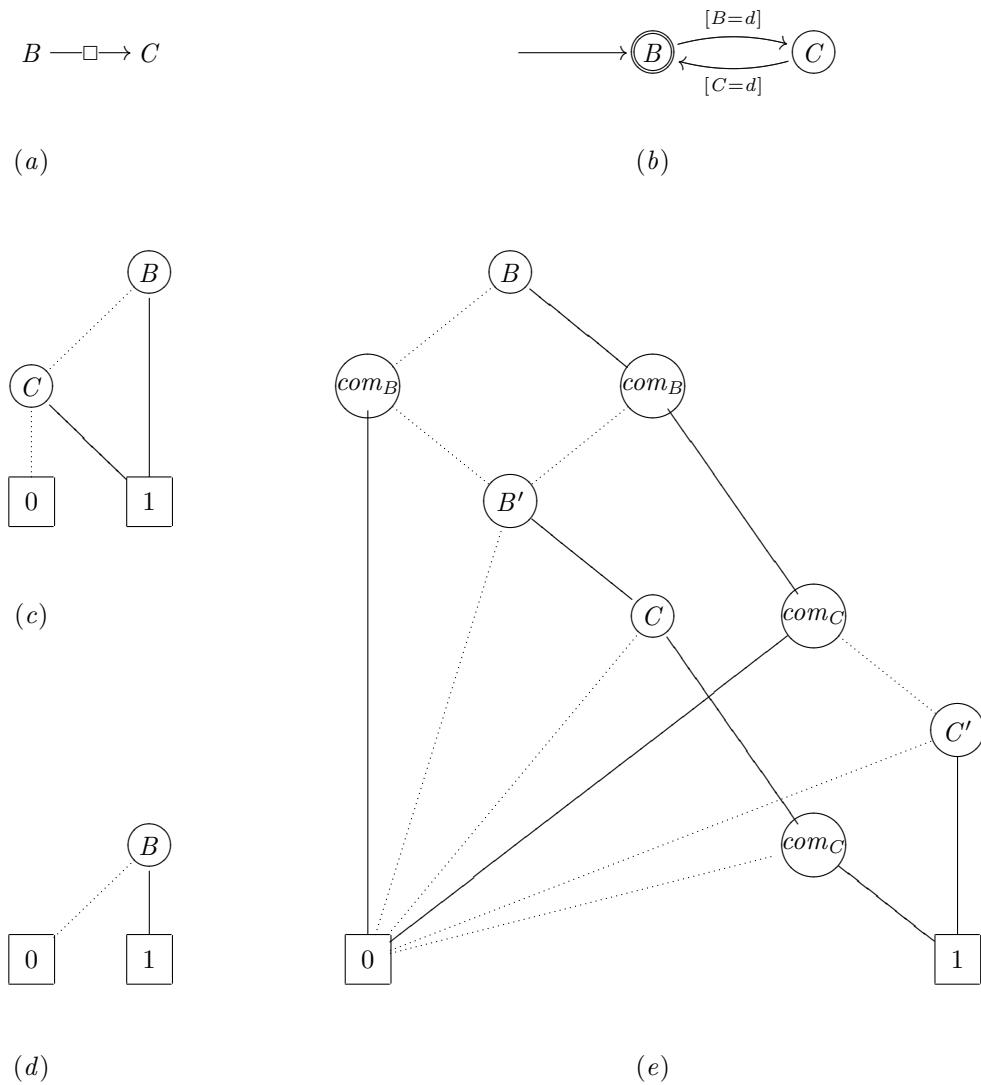 B C
[B=d]
B C
[C=d]
(a)
(b)
B
C
0 1
(c)
B
0 1
(d)
B
com_B com_B
B′
C com_C
C′
com_C
0 1
(e)